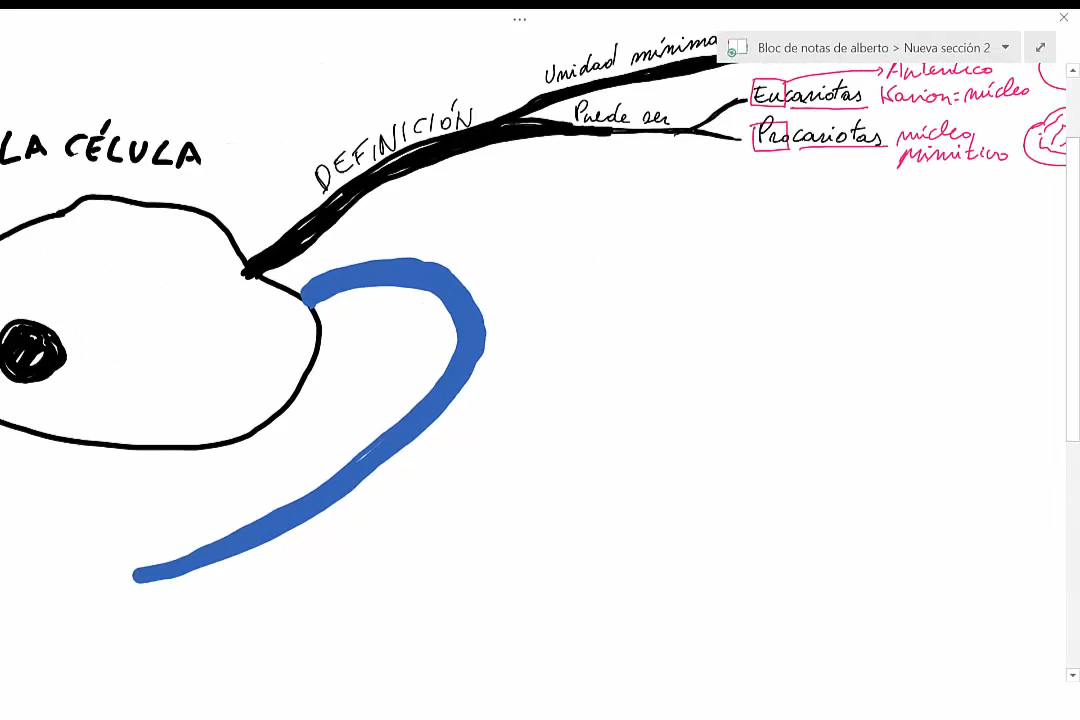 Bloc de notas de alberto > Nueva sección 2
Unidad mínima
Auténtico
Eucariotas Karion = núcleo
LA CÉLULA
DEFINICIÓN
Puede ser
Procariotas núcleo
primitivo